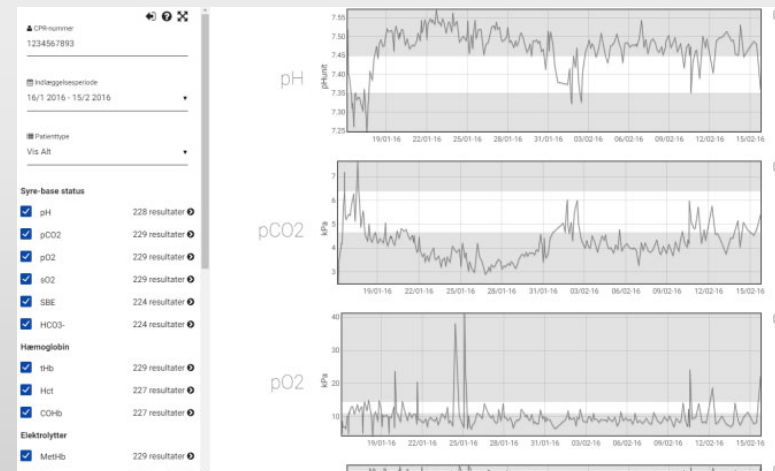 CPR-nummer
1234567893
Indlæggelsesperiode
16/1 2016 - 15/2 2016
Patienttype
Vis Alt
Syre-base status
pH 228 resultater
pCO2 229 resultater
pO2 229 resultater
sO2 229 resultater
SBE 224 resultater
HCO3- 224 resultater
Hæmoglobin
tHb 229 resultater
Hct 227 resultater
COHb 227 resultater
Elektrolytter
MetHb 229 resultater
pH
pHunit
7.55
7.50
7.45
7.40
7.35
7.30
7.25
19/01-16 22/01-16 25/01-16 28/01-16 31/01-16 03/02-16 06/02-16 09/02-16 12/02-16 15/02-16
pCO2
kPa
7
6
5
4
3
19/01-16 22/01-16 25/01-16 28/01-16 31/01-16 03/02-16 06/02-16 09/02-16 12/02-16 15/02-16
pO2
kPa
40
30
20
10
19/01-16 22/01-16 25/01-16 28/01-16 31/01-16 03/02-16 06/02-16 09/02-16 12/02-16 15/02-16